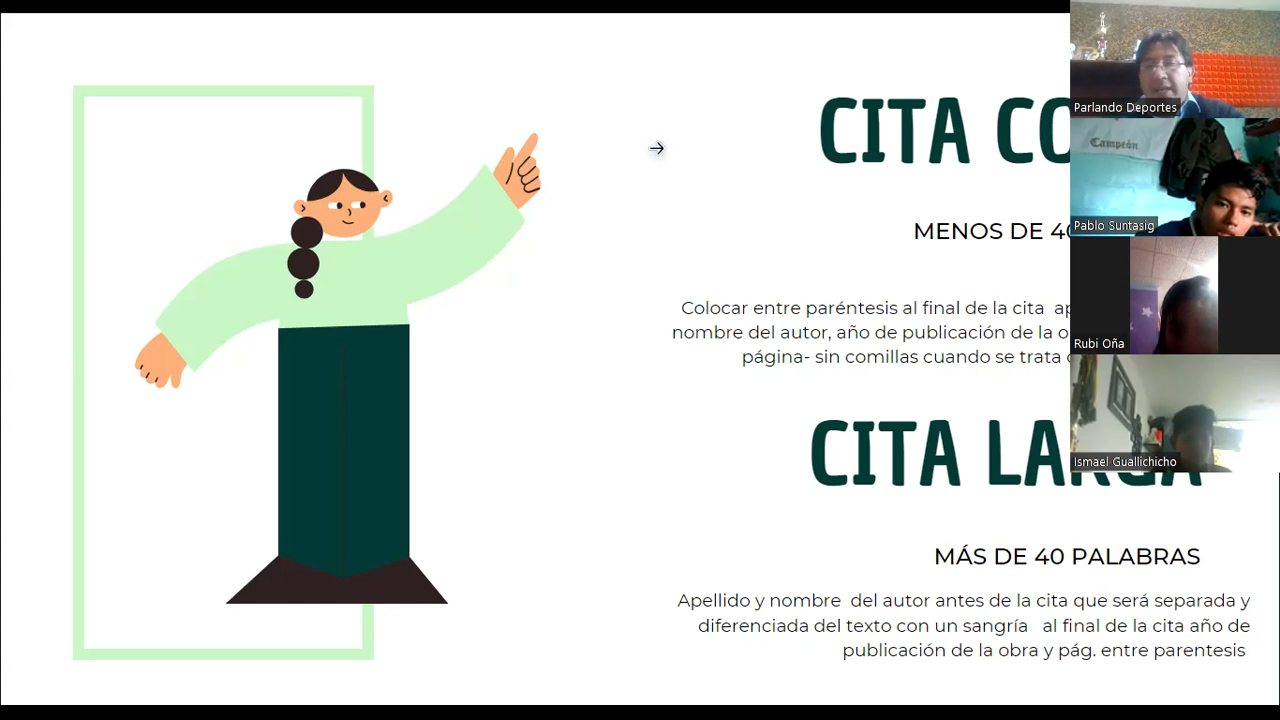 CITA CO
MENOS DE 40
Colocar entre paréntesis al final de la cita
nombre del autor, año de publicación de la
página- sin comillas cuando se trata
CITA LARGA
MÁS DE 40 PALABRAS
Apellido y nombre del autor antes de la cita que será separada y
diferenciada del texto con un sangría al final de la cita año de
publicación de la obra y pág. entre parentesis
Parlando Deportes
Campeón
Pablo Suntasig
Rubi Oña
Ismael Guallichicho